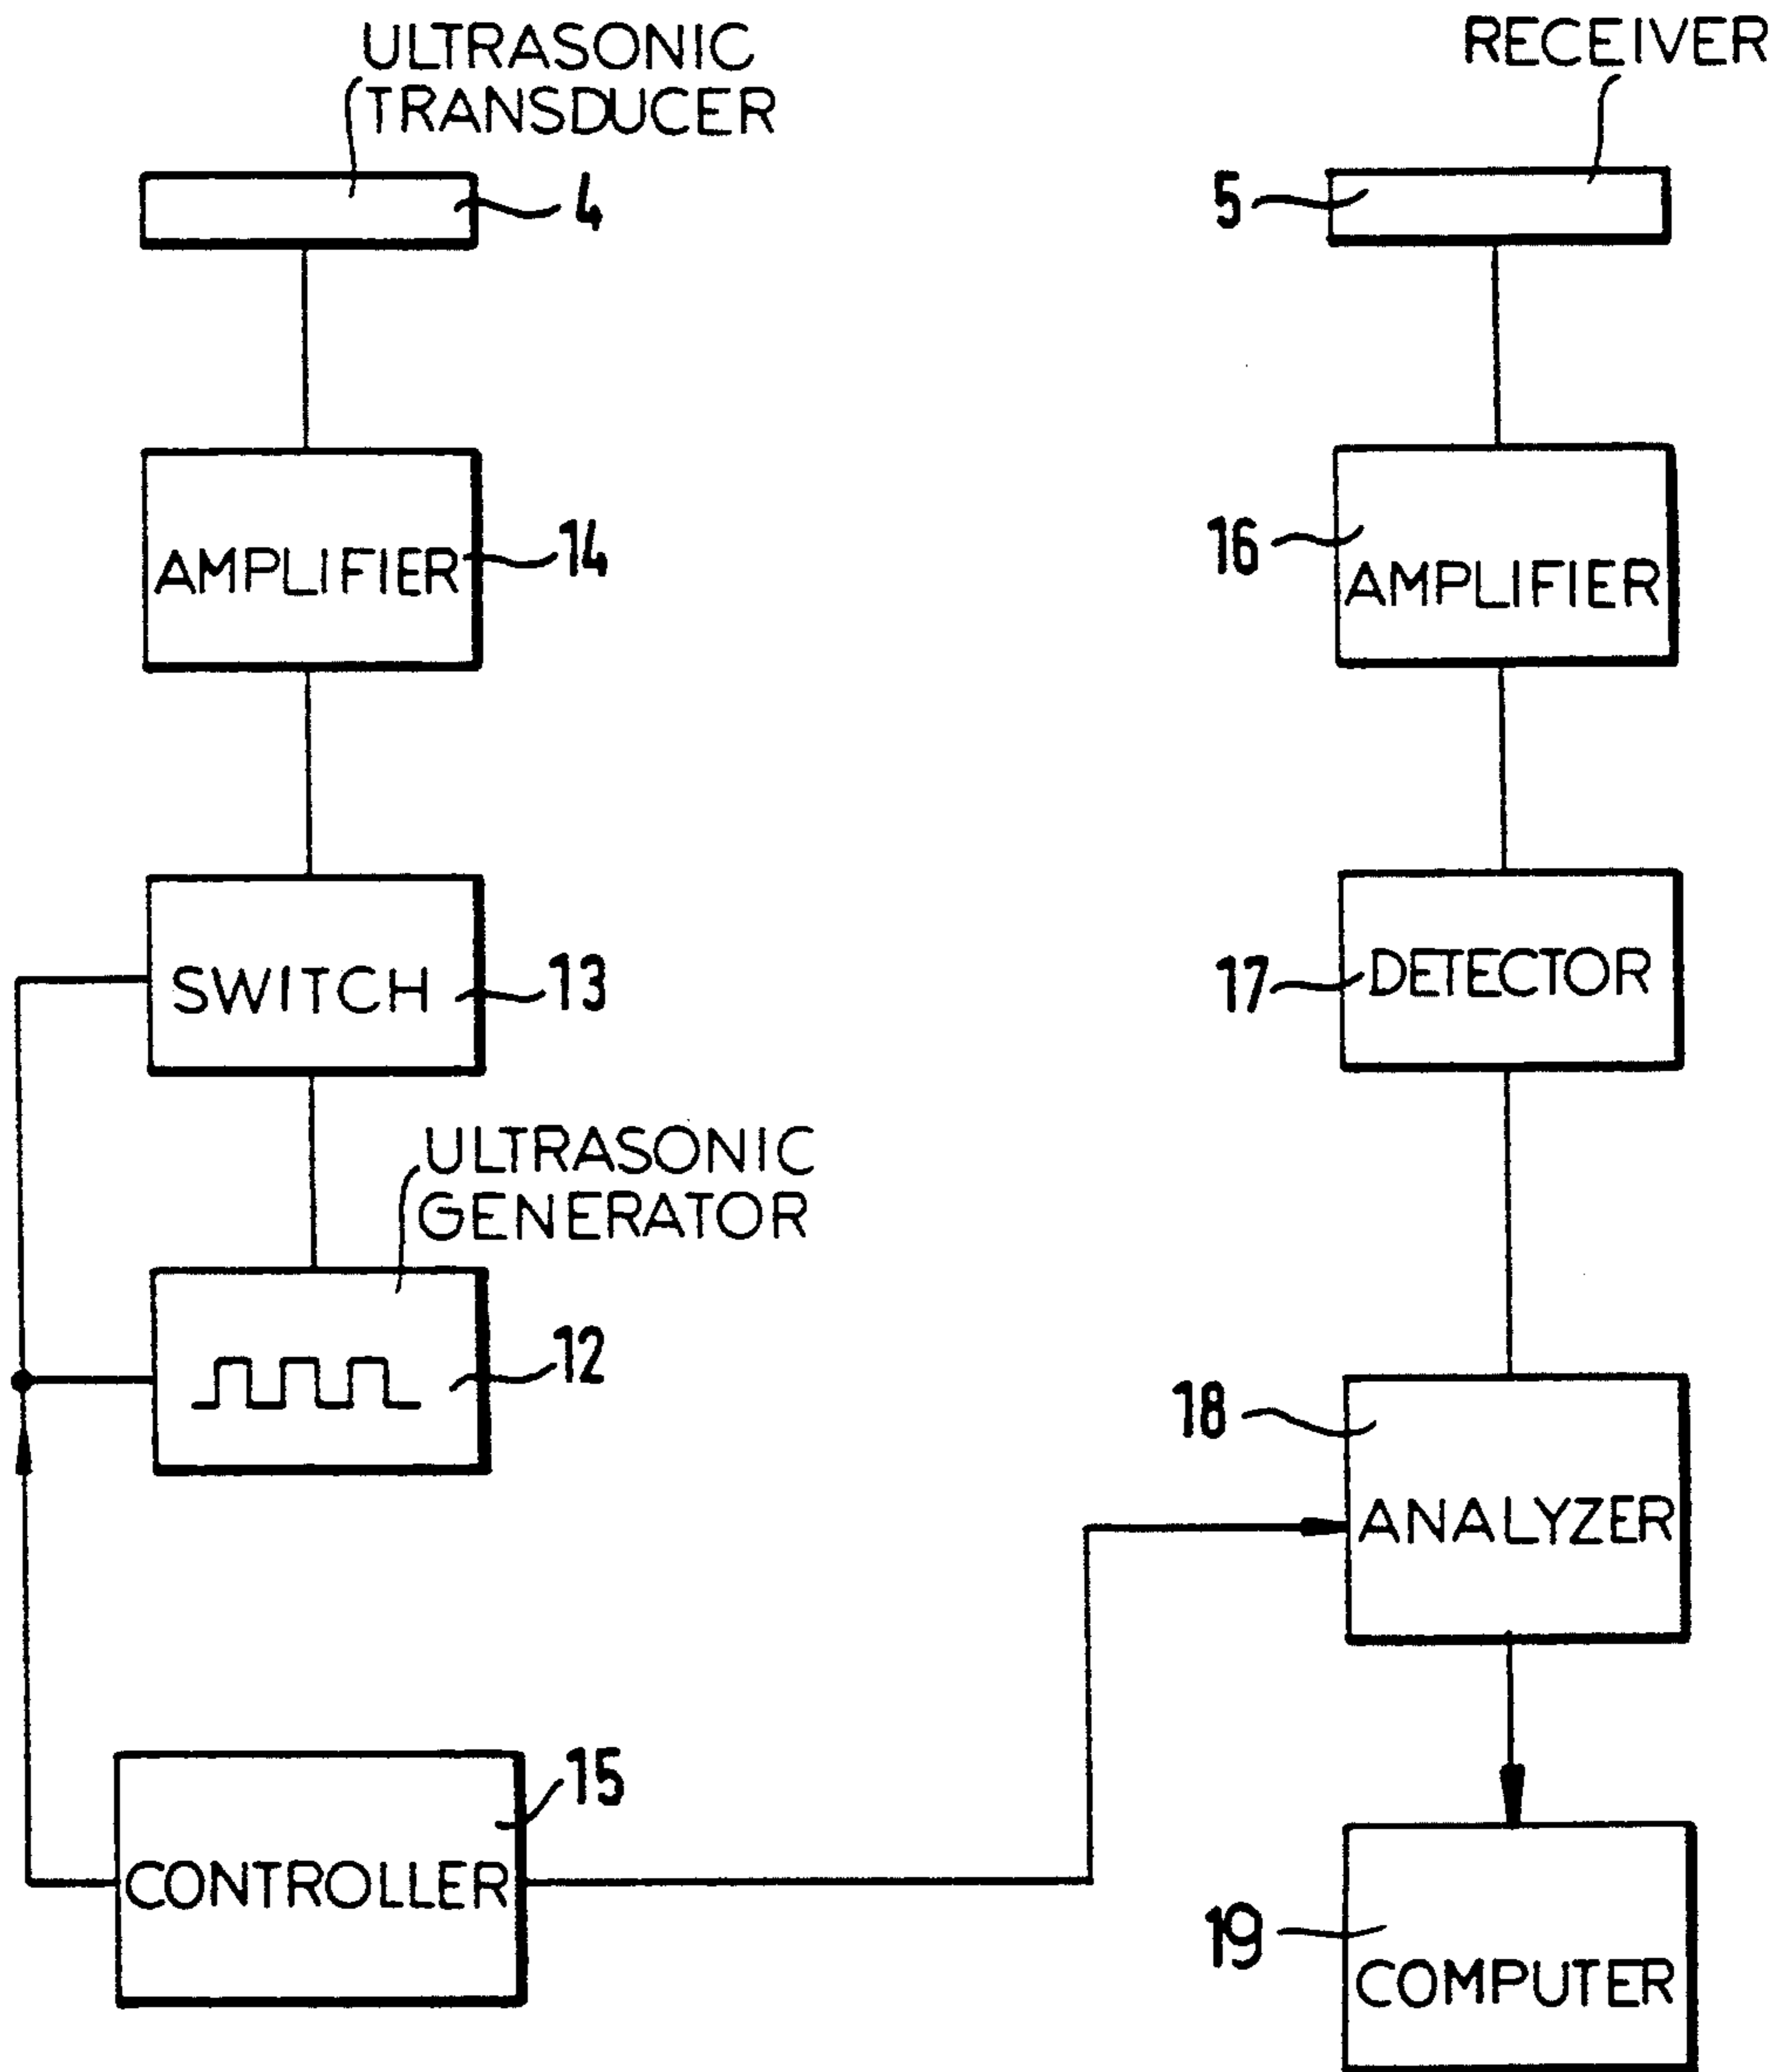 ULTRASONIC
TRANSDUCER
4
AMPLIFIER
14
SWITCH
13
ULTRASONIC
GENERATOR
12
CONTROLLER
15
RECEIVER
5
16
AMPLIFIER
17
DETECTOR
18
ANALYZER
19
COMPUTER